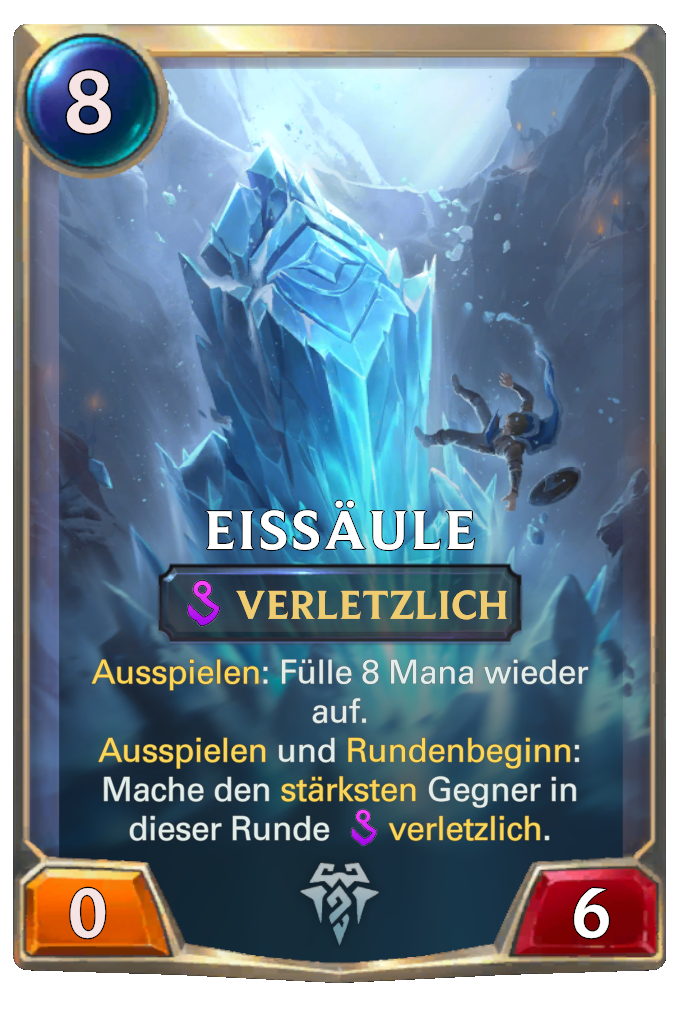 8
EISSÄULE
VERLETZLICH
Ausspielen: Fülle 8 Mana wieder
auf.
Ausspielen und Rundenbeginn:
Mache den stärksten Gegner in
dieser Runde verletzlich.
0
6